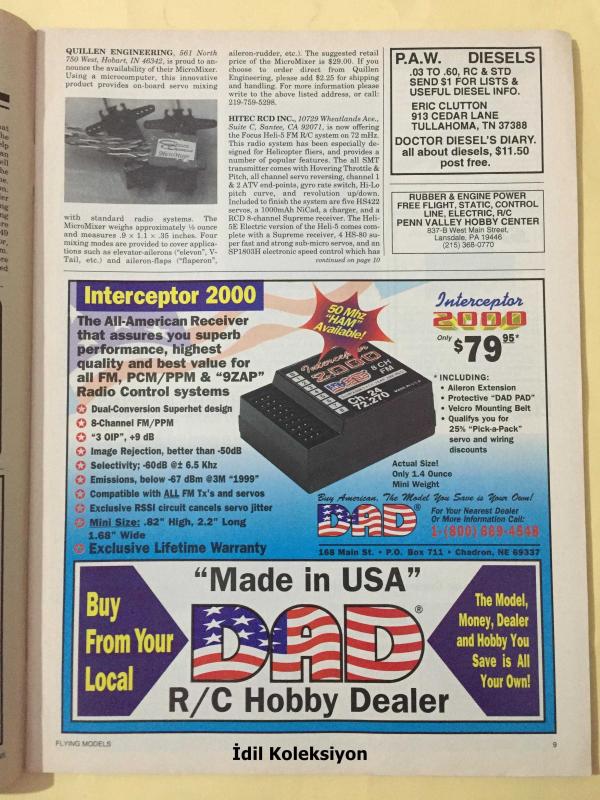 QUILLEN ENGINEERING, 561 North
750 West, Hobart, IN 46342, is proud to an-
nounce the availability of their MicroMixer.
Using a microcomputer, this innovative
product provides on-board servo mixing
MicroMixer
with standard radio systems. The
MicroMixer weighs approximately ½ ounce
and measures .9 × 1.1 × .35 inches. Four
mixing modes are provided to cover applica-
tions such as elevator-ailerons ("elevon", V-
Tail, etc.) and aileron-flaps ("flaperon",
aileron-rudder, etc.). The suggested retail
price of the MicroMixer is $29.00. If you
choose to order direct from Quillen
Engineering, please add $2.25 for shipping
and handling. For more information please
write to the above listed address, or call:
219-759-5298.
HITEC RCD INC., 10729 Wheatlands Ave.,
Suite C, Santee, CA 92071, is now offering
the Focus Heli-5 FM R/C system on 72 mHz.
This radio system has been especially de-
signed for Helicopter fliers, and provides a
number of popular features. The all SMT
transmitter comes with Hovering Throttle &
Pitch, all channel servo reversing, channel 1
& 2 ATV end-points, gyro rate switch, Hi-Lo
pitch curve, and revolution up/down.
Included to finish the system are five HS422
servos, a 1000mAh NiCad, a charger, and a
RCD 8-channel Supreme receiver. The Heli-
5E Electric version of the Heli-5 comes com-
plete with a Supreme receiver, 4 HS-80 su-
per fast and strong sub-micro servos, and an
SP1803H electronic speed control which has
continued on page 10
P.A.W. DIESELS
.03 TO .60, RC & STD
SEND $1 FOR LISTS &
USEFUL DIESEL INFO.
ERIC CLUTTON
913 CEDAR LANE
TULLAHOMA, TN 37388
DOCTOR DIESEL'S DIARY.
all about diesels, $11.50
post free.
RUBBER & ENGINE POWER
FREE FLIGHT, STATIC, CONTROL
LINE, ELECTRIC, R/C
PENN VALLEY HOBBY CENTER
837-B West Main Street,
Lansdale, PA 19446
(215) 368-0770
Interceptor 2000
The All-American Receiver
that assures you superb
performance, highest
quality and best value for
all FM, PCM/PPM & "9ZAP"
Radio Control systems
Dual-Conversion Superhet design
8-Channel FM/PPM
"3 OIP", +9 dB
Image Rejection, better than -50dB
Selectivity; -60dB @± 6.5 Khz
Emissions, below -67 dBm @3M "1999"
Compatible with ALL FM Tx's and servos
Exclusive RSSI circuit cancels servo jitter
Mini Size: .82" High, 2.2" Long
1.68" Wide
Exclusive Lifetime Warranty
50 Mhz
"HAM"
Available!
Interceptor
2000
DAD 8 CH
FM
Ch. 24
72.270
MADE IN U.S.A.
Interceptor
2000
Only $79.95*
* INCLUDING:
• Aileron Extension
• Protective "DAD PAD"
• Velcro Mounting Belt
• Qualifys you for
25% "Pick-a-Pack"
servo and wiring
discounts
Actual Size!
Only 1.4 Ounce
Mini Weight
Buy American, The Model You Save is Your Own!
DAD®
For Your Nearest Dealer
Or More Information Call:
1-(800) 689-4548
168 Main St. • P.O. Box 711 • Chadron, NE 69337
"Made in USA"
Buy
From Your
Local
DAD®
The Model,
Money, Dealer
and Hobby You
Save is All
Your Own!
R/C Hobby Dealer
FLYING MODELS
9
İdil Koleksiyon